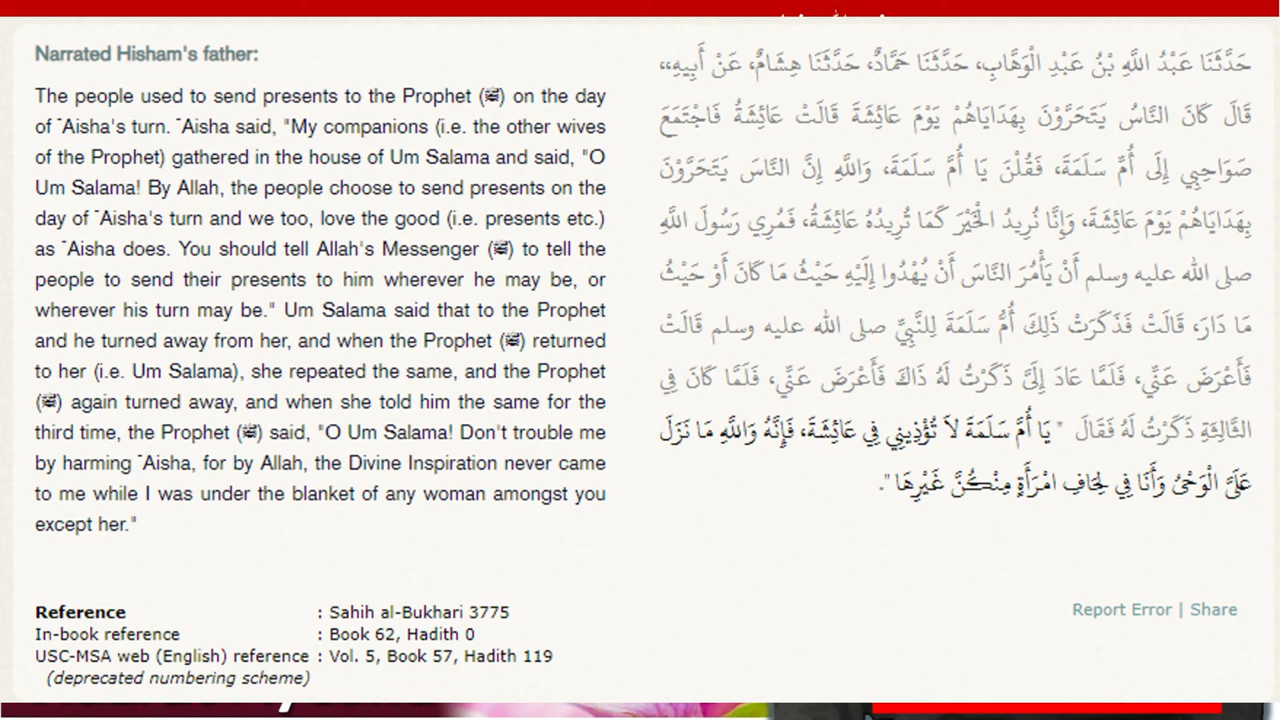 Narrated Hisham's father:
The people used to send presents to the Prophet (ﷺ) on the day
of `Aisha's turn. `Aisha said, "My companions (i.e. the other wives
of the Prophet) gathered in the house of Um Salama and said, "O
Um Salama! By Allah, the people choose to send presents on the
day of `Aisha's turn and we too, love the good (i.e. presents etc.)
as `Aisha does. You should tell Allah's Messenger (ﷺ) to tell the
people to send their presents to him wherever he may be, or
wherever his turn may be." Um Salama said that to the Prophet
and he turned away from her, and when the Prophet (ﷺ) returned
to her (i.e. Um Salama), she repeated the same, and the Prophet
(ﷺ) again turned away, and when she told him the same for the
third time, the Prophet (ﷺ) said, "O Um Salama! Don't trouble me
by harming `Aisha, for by Allah, the Divine Inspiration never came
to me while I was under the blanket of any woman amongst you
except her."
حَدَّثَنَا عَبْدُ اللَّهِ بْنُ عَبْدِ الْوَهَّابِ، حَدَّثَنَا حَمَّادٌ، حَدَّثَنَا هِشَامٌ، عَنْ أَبِيهِ،،
قَالَ كَانَ النَّاسُ يَتَحَرَّوْنَ بِهَدَايَاهُمْ يَوْمَ عَائِشَةَ قَالَتْ عَائِشَةُ فَاجْتَمَعَ
صَوَاحِبِي إِلَى أُمِّ سَلَمَةَ، فَقُلْنَ يَا أُمَّ سَلَمَةَ، وَاللَّهِ إِنَّ النَّاسَ يَتَحَرَّوْنَ
بِهَدَايَاهُمْ يَوْمَ عَائِشَةَ، وَإِنَّا نُرِيدُ الْخَيْرَ كَمَا تُرِيدُهُ عَائِشَةُ، فَمُرِي رَسُولَ اللَّهِ
صلى الله عليه وسلم أَنْ يَأْمُرَ النَّاسَ أَنْ يُهْدُوا إِلَيْهِ حَيْثُ مَا كَانَ أَوْ حَيْثُ
مَا دَارَ، قَالَتْ فَذَكَرَتْ ذَلِكَ أُمُّ سَلَمَةَ لِلنَّبِيِّ صلى الله عليه وسلم قَالَتْ
فَأَعْرَضَ عَنِّي، فَلَمَّا عَادَ إِلَىَّ ذَكَرْتُ لَهُ ذَاكَ فَأَعْرَضَ عَنِّي، فَلَمَّا كَانَ فِي
الثَّالِثَةِ ذَكَرْتُ لَهُ فَقَالَ " يَا أُمَّ سَلَمَةَ لاَ تُؤْذِينِي فِي عَائِشَةَ، فَإِنَّهُ وَاللَّهِ مَا نَزَلَ
عَلَىَّ الْوَحْىُ وَأَنَا فِي لِحَافِ امْرَأَةٍ مِنْكُنَّ غَيْرِهَا ".
Reference : Sahih al-Bukhari 3775
In-book reference : Book 62, Hadith 0
USC-MSA web (English) reference : Vol. 5, Book 57, Hadith 119
(deprecated numbering scheme)
Report Error | Share